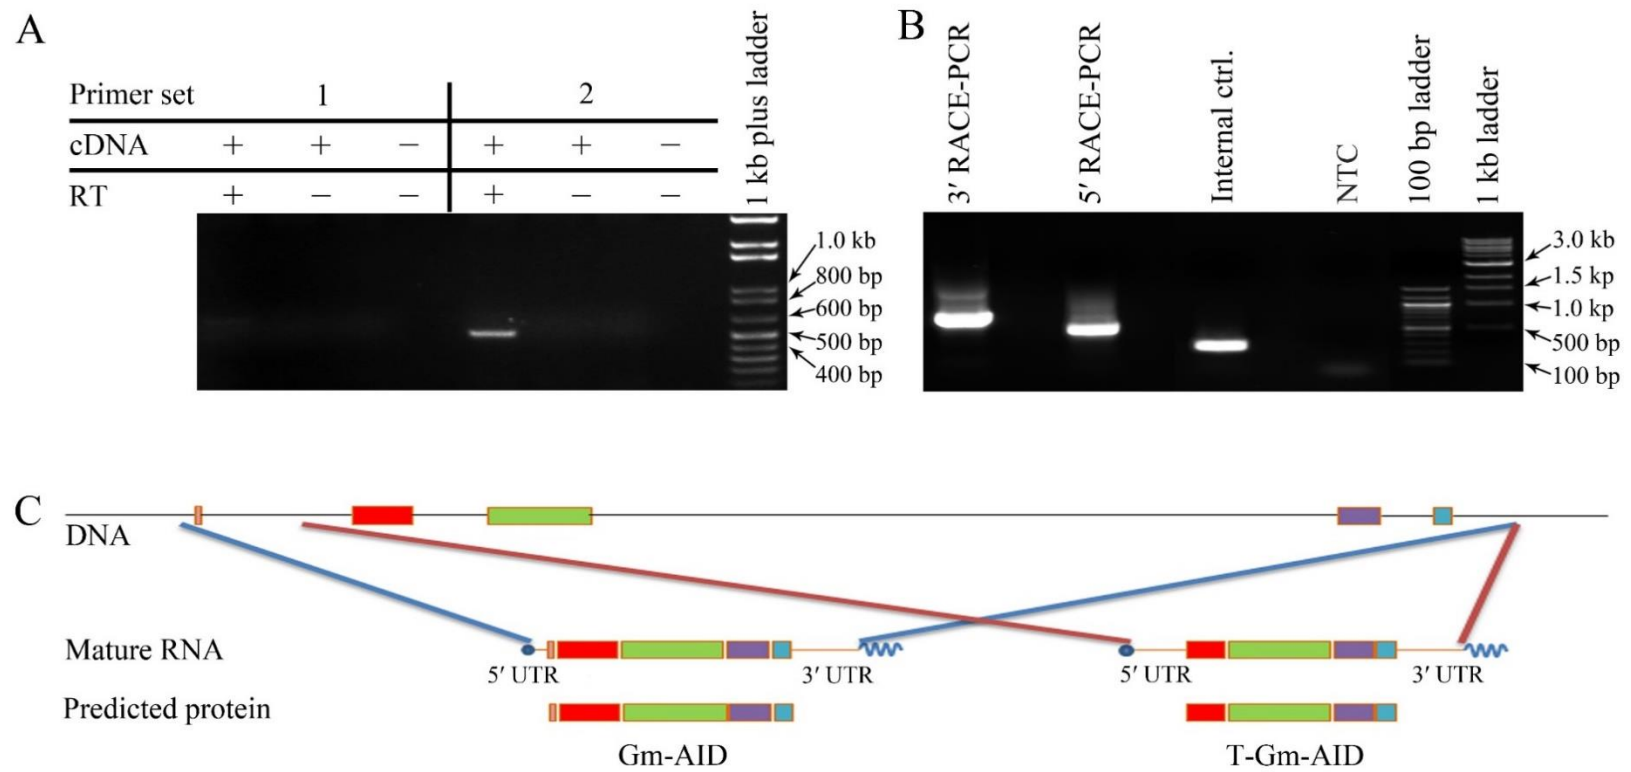 A
Primer set 1 2
cDNA + + − + + −
RT + − − + − −
1 kb plus ladder
1.0 kb
800 bp
600 bp
500 bp
400 bp
B
3′ RACE-PCR
5′ RACE-PCR
Internal ctrl.
NTC
100 bp ladder
1 kb ladder
3.0 kb
1.5 kp
1.0 kp
500 bp
100 bp
C
DNA
Mature RNA
5′ UTR 3′ UTR 5′ UTR 3′ UTR
Predicted protein
Gm-AID T-Gm-AID